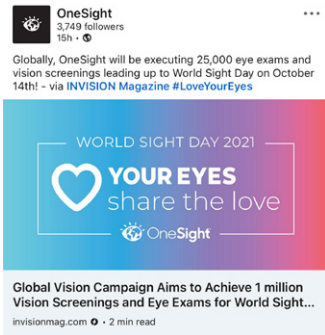 OneSight
3,749 followers
15h •
Globally, OneSight will be executing 25,000 eye exams and
vision screenings leading up to World Sight Day on October
14th! - via INVISION Magazine #LoveYourEyes
WORLD SIGHT DAY 2021
YOUR EYES
share the love
OneSight
Global Vision Campaign Aims to Achieve 1 million
Vision Screenings and Eye Exams for World Sight...
invisionmag.com • 2 min read